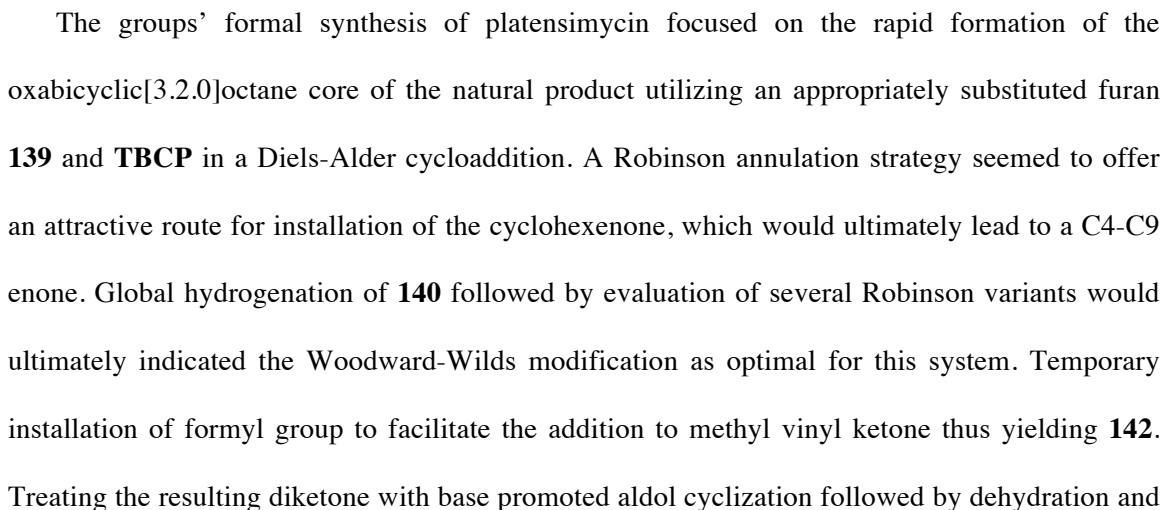 The groups' formal synthesis of platensimycin focused on the rapid formation of the
oxabicyclic[3.2.0]octane core of the natural product utilizing an appropriately substituted furan
139 and TBCP in a Diels-Alder cycloaddition. A Robinson annulation strategy seemed to offer
an attractive route for installation of the cyclohexenone, which would ultimately lead to a C4-C9
enone. Global hydrogenation of 140 followed by evaluation of several Robinson variants would
ultimately indicated the Woodward-Wilds modification as optimal for this system. Temporary
installation of formyl group to facilitate the addition to methyl vinyl ketone thus yielding 142.
Treating the resulting diketone with base promoted aldol cyclization followed by dehydration and